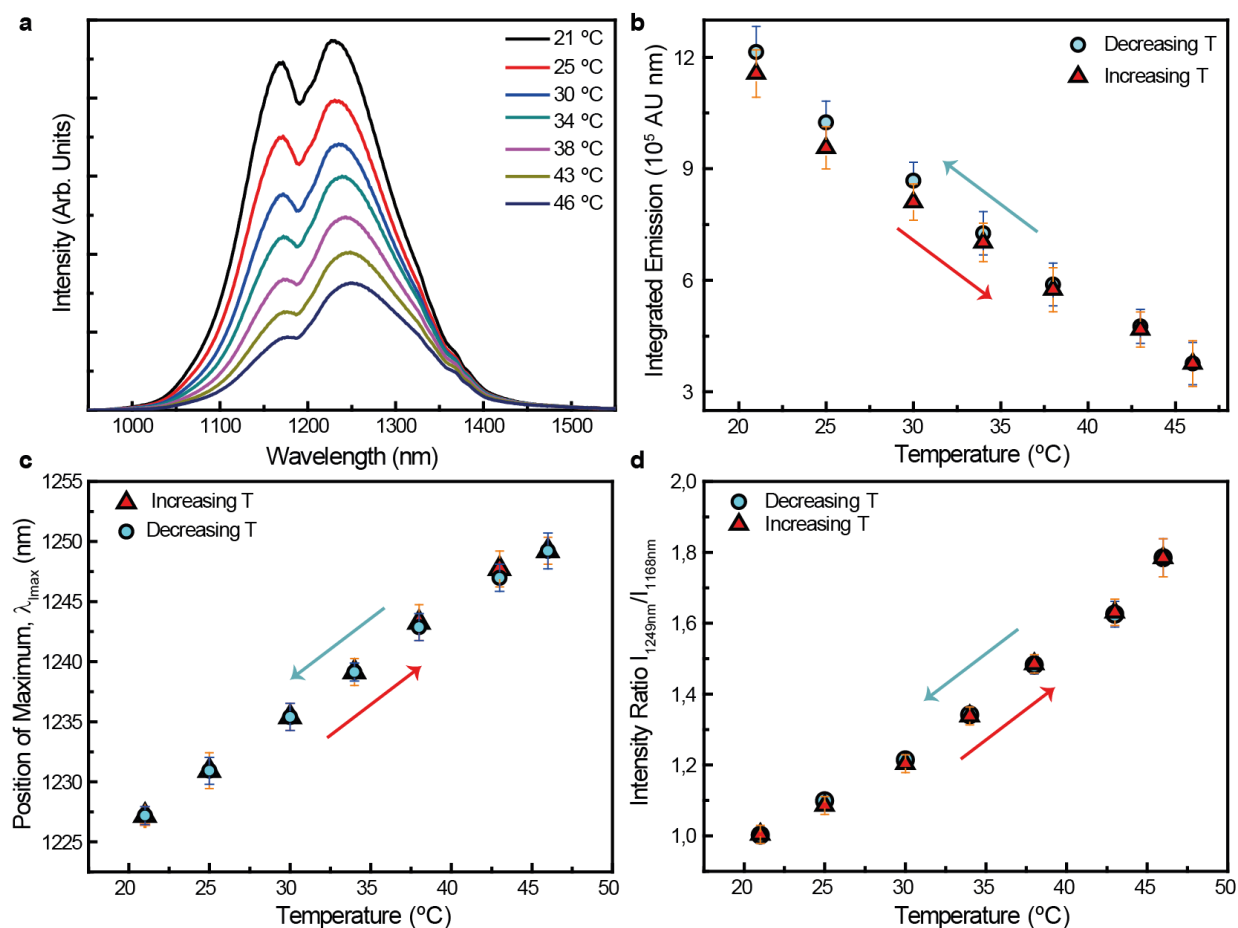 a
21 ºC
25 ºC
30 ºC
34 ºC
38 ºC
43 ºC
46 ºC
Intensity (Arb. Units)
1000 1100 1200 1300 1400 1500
Wavelength (nm)
b
Decreasing T
Increasing T
Integrated Emission (10⁵ AU nm)
12
9
6
3
20 25 30 35 40 45
Temperature (ºC)
c
Increasing T
Decreasing T
Position of Maximum, λ_Imax (nm)
1255
1250
1245
1240
1235
1230
1225
20 25 30 35 40 45 50
Temperature (ºC)
d
Decreasing T
Increasing T
Intensity Ratio I_1249nm/I_1168nm
2,0
1,8
1,6
1,4
1,2
1,0
20 25 30 35 40 45 50
Temperature (ºC)